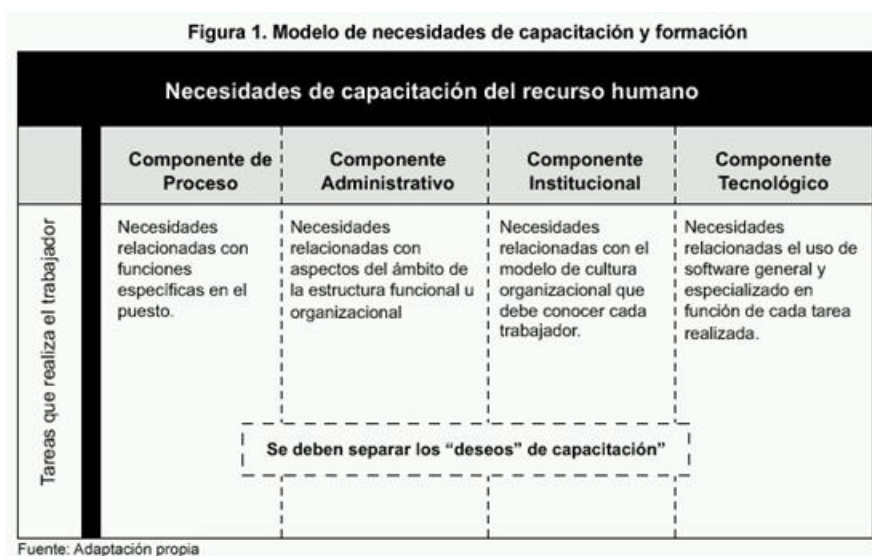 Figura 1. Modelo de necesidades de capacitación y formación
Necesidades de capacitación del recurso humano
Componente de
Proceso
Componente
Administrativo
Componente
Institucional
Componente
Tecnológico
Tareas que realiza el trabajador
Necesidades
relacionadas con
funciones
específicas en el
puesto.
Necesidades
relacionadas con
aspectos del ámbito de
la estructura funcional u
organizacional
Necesidades
relacionadas con el
modelo de cultura
organizacional que
debe conocer cada
trabajador.
Necesidades
relacionadas el uso de
software general y
especializado en
función de cada tarea
realizada.
Se deben separar los “deseos” de capacitación”
Fuente: Adaptación propia